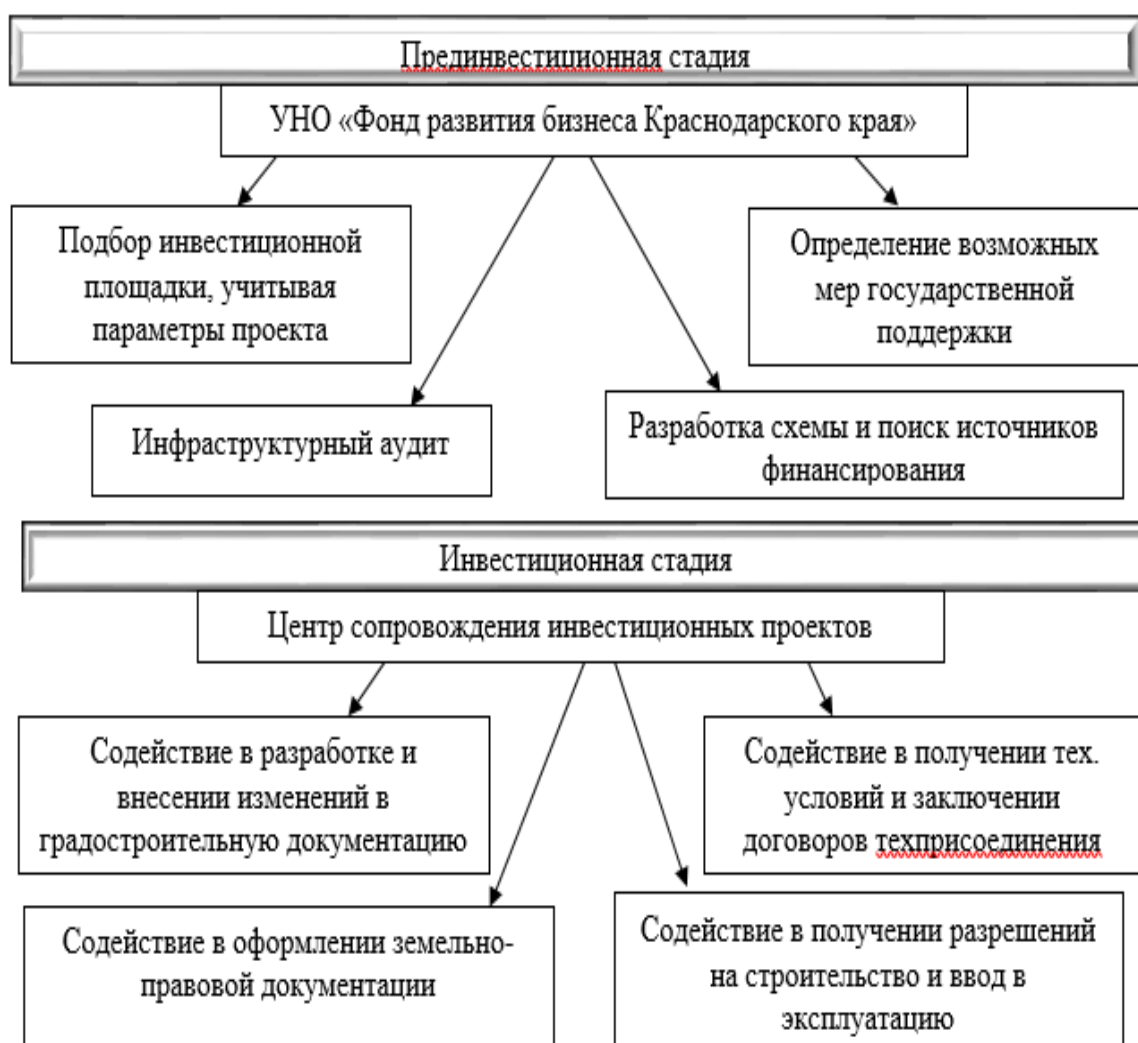 Прединвестиционная стадия
УНО «Фонд развития бизнеса Краснодарского края»
Подбор инвестиционной
площадки, учитывая
параметры проекта
Определение возможных
мер государственной
поддержки
Инфраструктурный аудит
Разработка схемы и поиск источников
финансирования
Инвестиционная стадия
Центр сопровождения инвестиционных проектов
Содействие в разработке и
внесении изменений в
градостроительную документацию
Содействие в получении тех.
условий и заключении
договоров техприсоединения
Содействие в оформлении земельно-
правовой документации
Содействие в получении разрешений
на строительство и ввод в
эксплуатацию